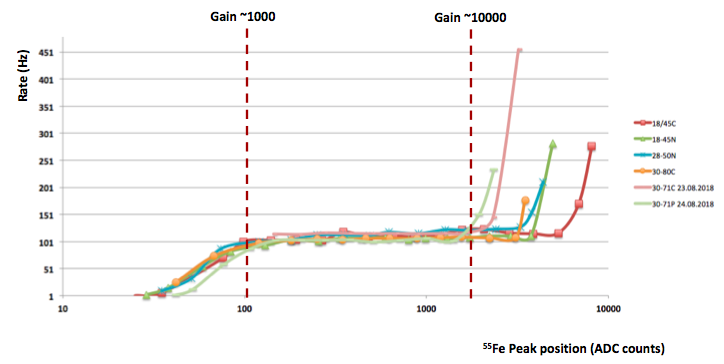 Gain ~1000
Gain ~10000
Rate (Hz)
451
401
351
301
251
201
151
101
51
1
10
100
1000
10000
18/45C
18-45N
28-50N
30-80C
30-71C 23.08.2018
30-71P 24.08.2018
⁵⁵Fe Peak position (ADC counts)